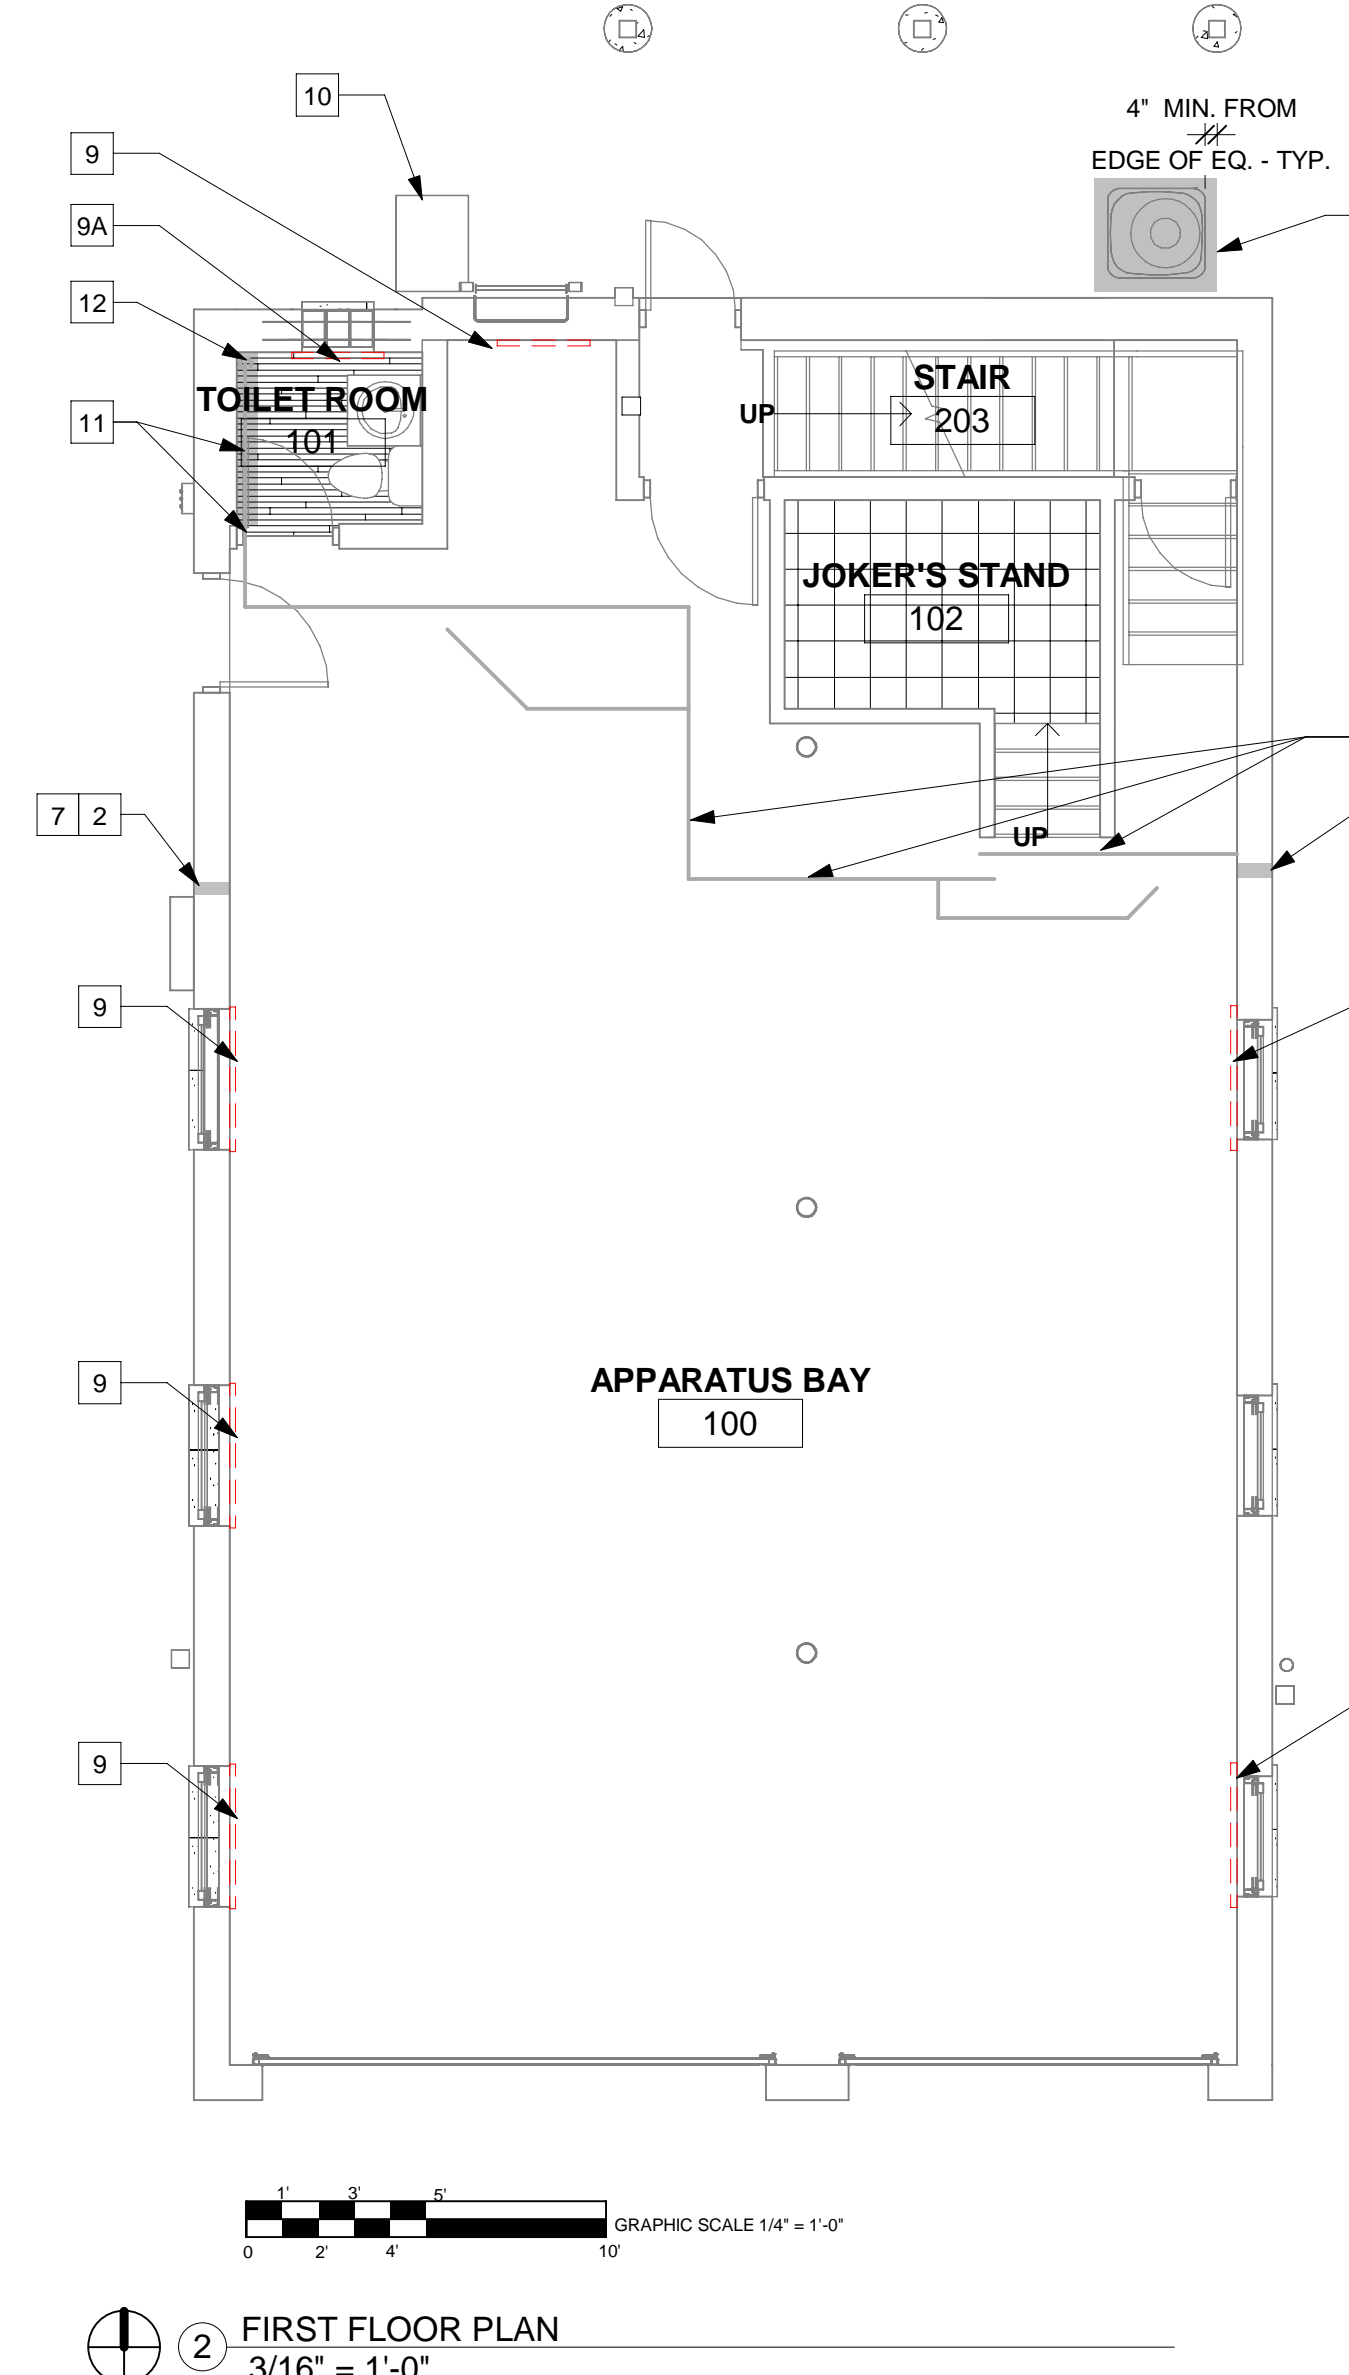 10
4" MIN. FROM
EDGE OF EQ. - TYP.
9
9A
12
11
TOILET ROOM
101
STAIR
203
UP
JOKER'S STAND
102
UP
7 2
9
9
APPARATUS BAY
100
9
1' 3' 5'
GRAPHIC SCALE 1/4" = 1'-0"
0 2' 4' 10'
2 FIRST FLOOR PLAN
3/16" = 1'-0"